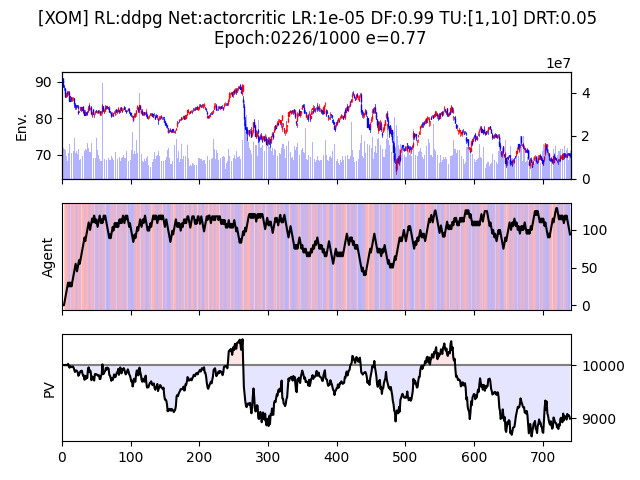 [XOM] RL:ddpg Net:actorcritic LR:1e-05 DF:0.99 TU:[1,10] DRT:0.05
Epoch:0226/1000 e=0.77
1e7
90
80
70
Env.
4
2
0
Agent
100
50
0
PV
10000
9000
0 100 200 300 400 500 600 700